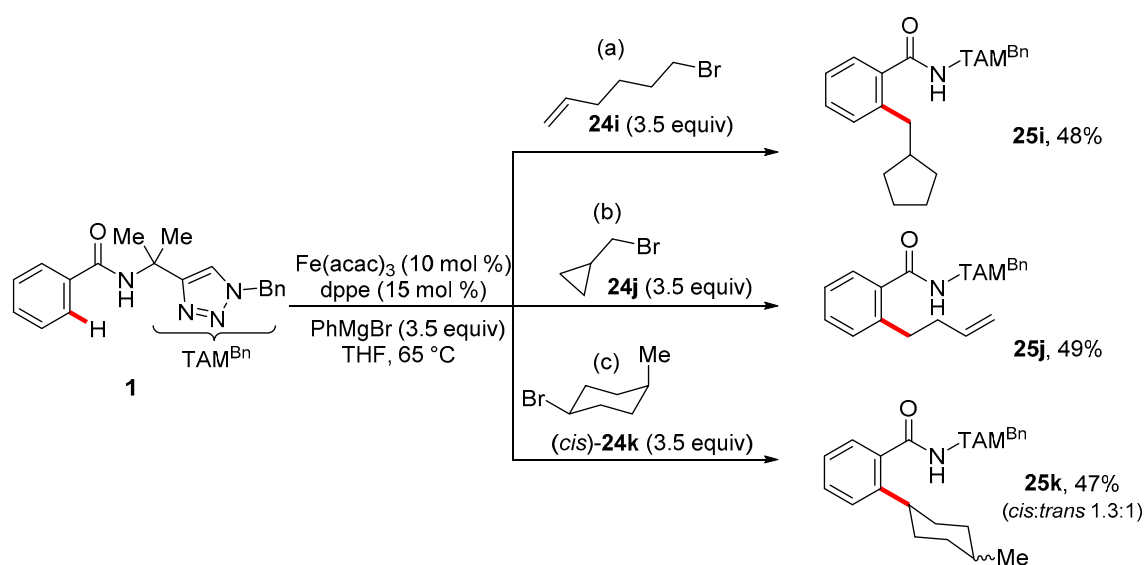 (a)
Br
24i (3.5 equiv)
O
N
H
TAM^Bn
25i, 48%
O
Me
Me
N
H
H
N
N
N
Bn
TAM^Bn
1
Fe(acac)₃ (10 mol %)
dppe (15 mol %)
PhMgBr (3.5 equiv)
THF, 65 °C
(b)
Br
24j (3.5 equiv)
O
N
H
TAM^Bn
25j, 49%
(c)
Me
Br
(cis)-24k (3.5 equiv)
O
N
H
TAM^Bn
25k, 47%
(cis:trans 1.3:1)
Me